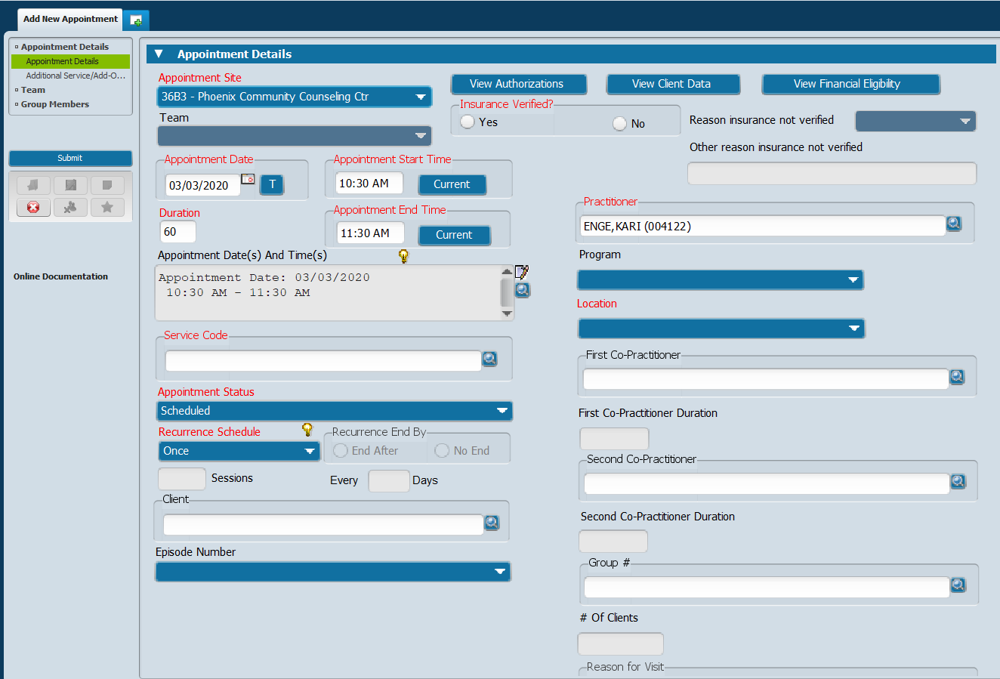 Add New Appointment
Appointment Details
Appointment Details
Additional Service/Add-O...
Team
Group Members
Submit
Online Documentation
Appointment Details
Appointment Site
36B3 - Phoenix Community Counseling Ctr
View Authorizations
View Client Data
View Financial Eligibility
Team
Insurance Verified?
Yes
No
Reason insurance not verified
Other reason insurance not verified
Appointment Date
03/03/2020
T
Appointment Start Time
10:30 AM
Current
Duration
60
Appointment End Time
11:30 AM
Current
Appointment Date(s) And Time(s)
Appointment Date: 03/03/2020
10:30 AM - 11:30 AM
Service Code
Appointment Status
Scheduled
Recurrence Schedule
Once
Recurrence End By
End After
No End
Sessions
Every
Days
Client
Episode Number
Practitioner
ENGE,KARI (004122)
Program
Location
First Co-Practitioner
First Co-Practitioner Duration
Second Co-Practitioner
Second Co-Practitioner Duration
Group #
# Of Clients
Reason for Visit